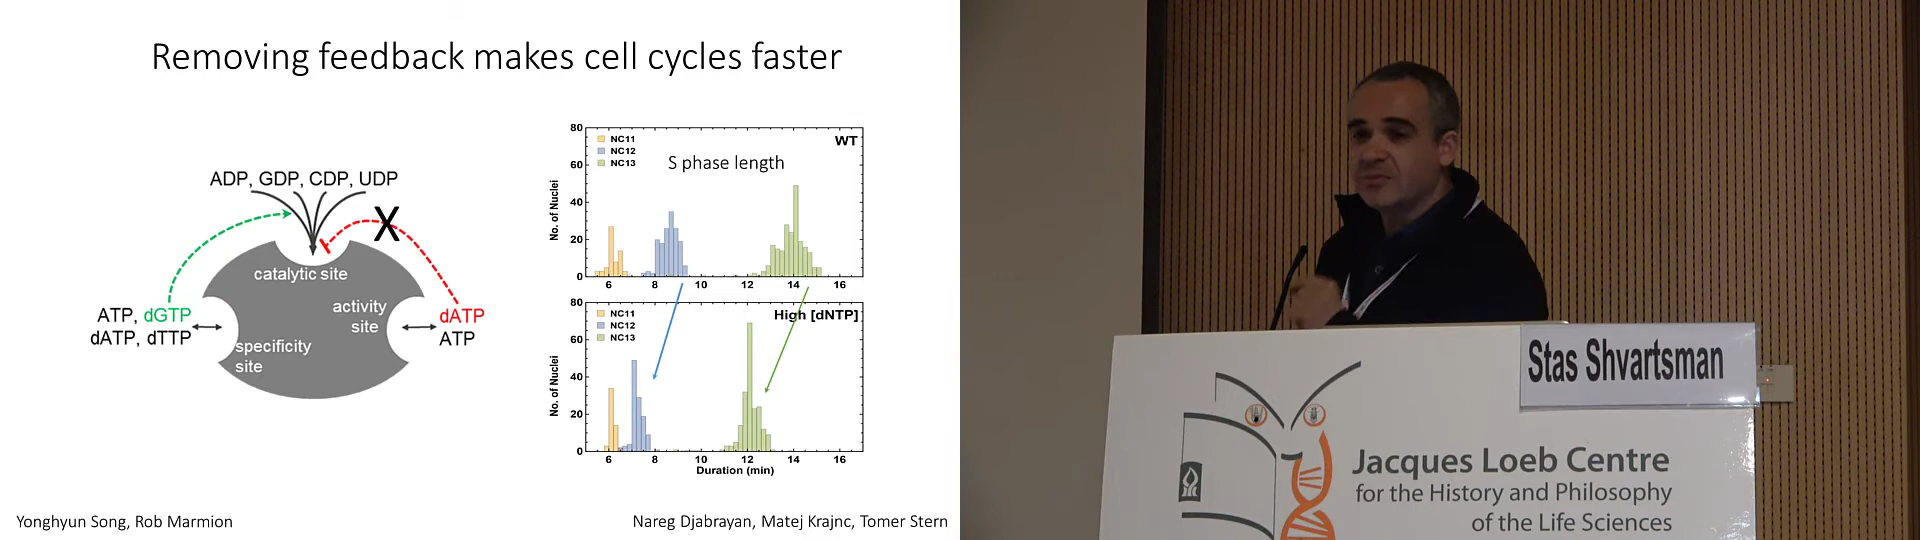 Removing feedback makes cell cycles faster
ADP, GDP, CDP, UDP
X
catalytic site
ATP, dGTP
dATP, dTTP
activity
site
specificity
site
dATP
ATP
80
60
40
20
0
No. of Nuclei
NC11
NC12
NC13
WT
S phase length
6 8 10 12 14 16
80
60
40
20
0
No. of Nuclei
NC11
NC12
NC13
High [dNTP]
6 8 10 12 14 16
Duration (min)
Yonghyun Song, Rob Marmion
Nareg Djabrayan, Matej Krajnc, Tomer Stern
Stas Shvartsman
Jacques Loeb Centre
for the History and Philosophy
of the Life Sciences